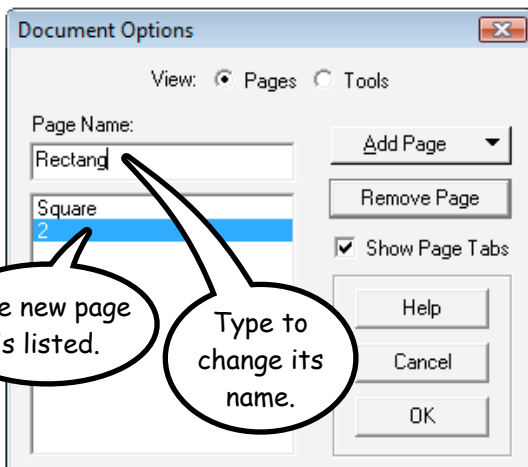 Document Options
View: Pages Tools
Page Name:
Rectang
Add Page
Square
2
Remove Page
Show Page Tabs
new page
listed.
Type to
change its
name.
Help
Cancel
OK